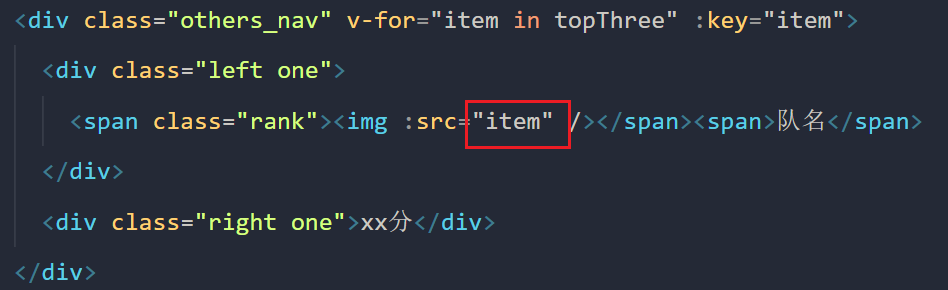 <div class="others_nav" v-for="item in topThree" :key="item">
<div class="left one">
<span class="rank"><img :src="item" /></span><span>队名</span>
</div>
<div class="right one">xx分</div>
</div>